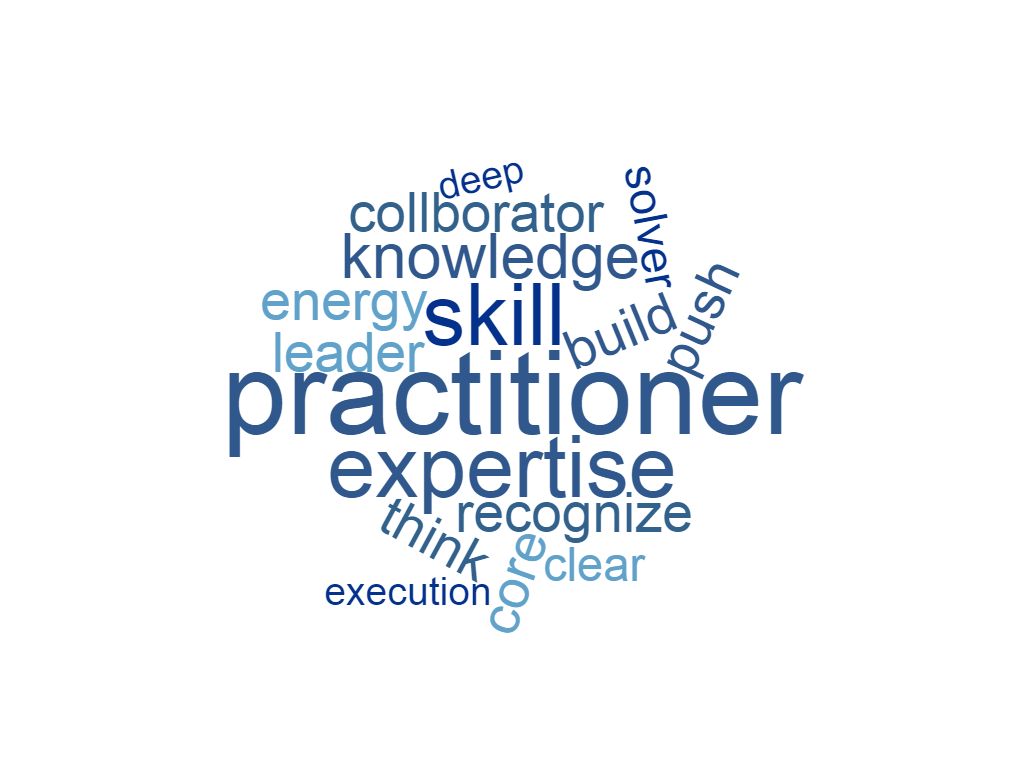 deep
solver
collborator
knowledge
push
energy
skill
build
leader
practitioner
expertise
think
recognize
core
clear
execution